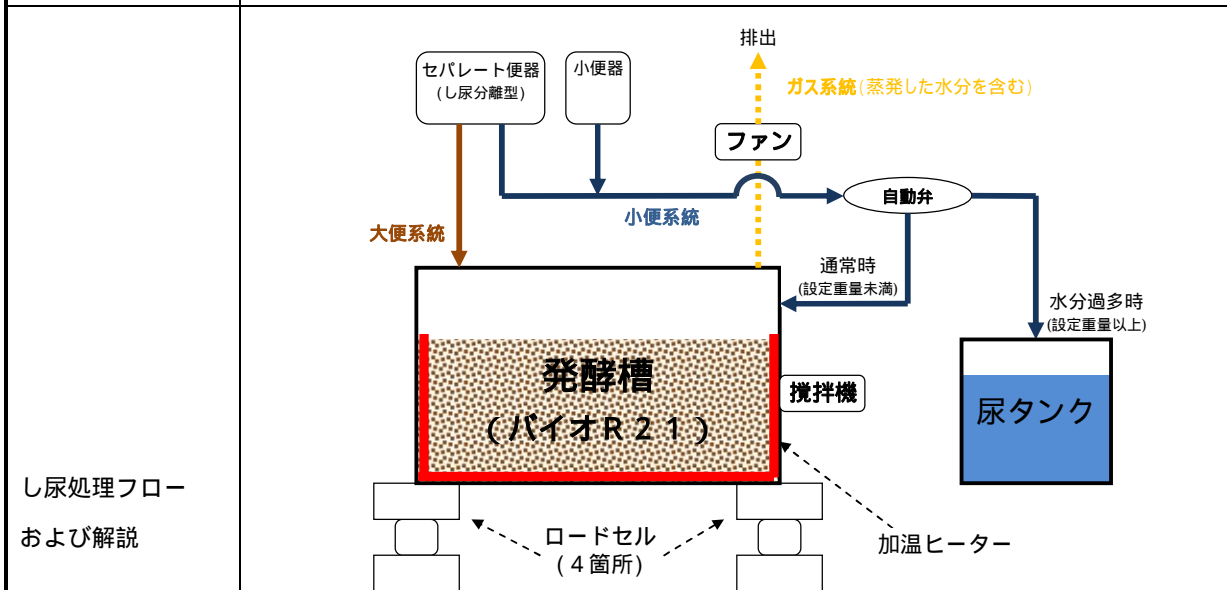 排出
セパレート便器
(し尿分離型)
小便器
ガス系統(蒸発した水分を含む)
ファン
自動弁
小便系統
大便系統
通常時
(設定重量未満)
水分過多時
(設定重量以上)
発酵槽
(バイオR21)
攪拌機
尿タンク
し尿処理フロー
および解説
ロードセル
(4箇所)
加温ヒーター